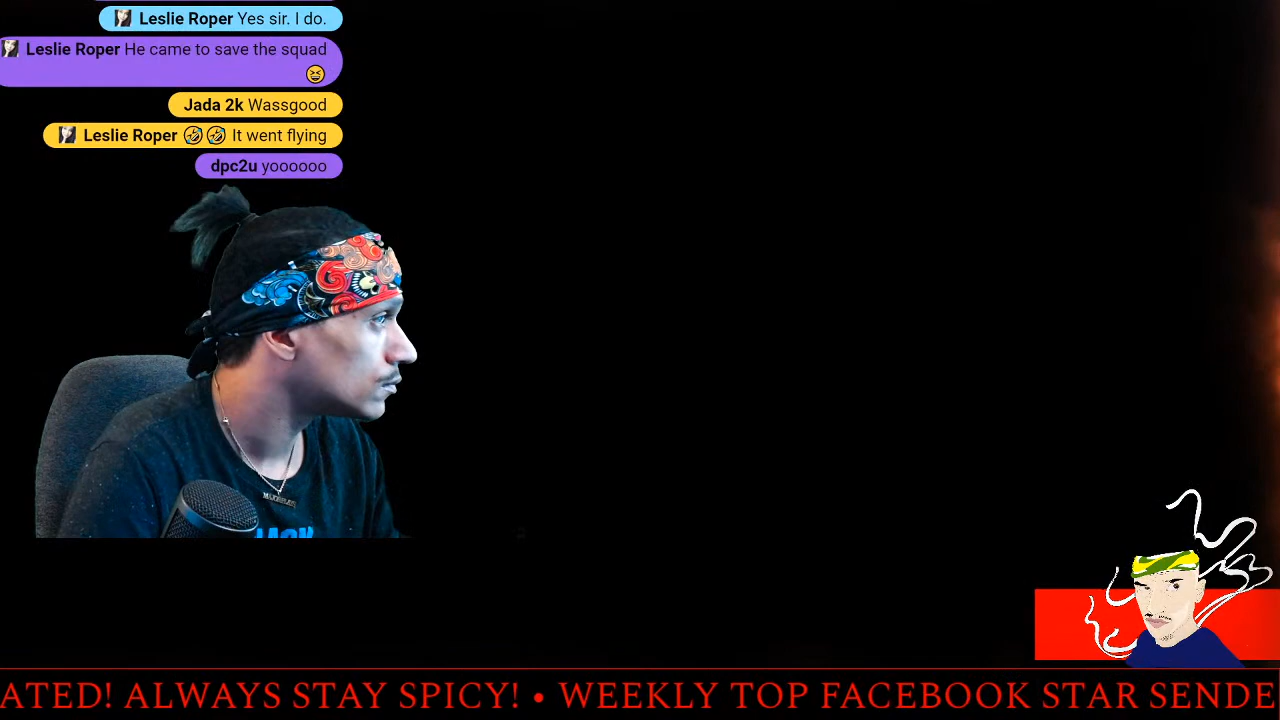 Leslie Roper Yes sir. I do.
Leslie Roper He came to save the squad
😆
Jada 2k Wassgood
Leslie Roper 🤣🤣 It went flying
dpc2u yoooooo
ATED! ALWAYS STAY SPICY! • WEEKLY TOP FACEBOOK STAR SENDE